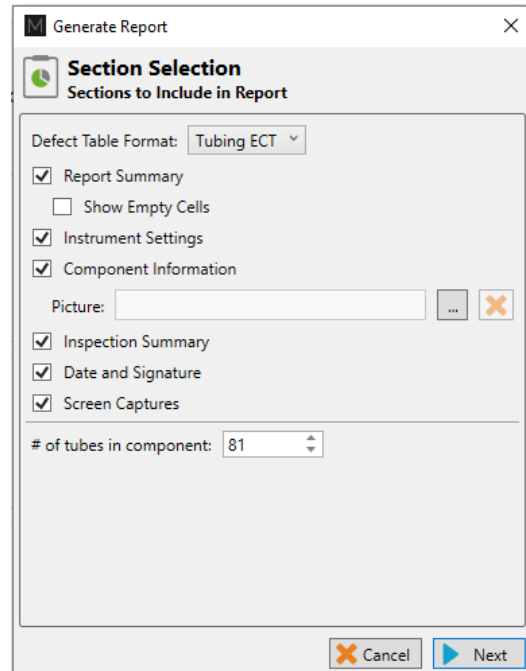 M Generate Report
Section Selection
Sections to Include in Report
Defect Table Format: Tubing ECT
Report Summary
Show Empty Cells
Instrument Settings
Component Information
Picture: ...
Inspection Summary
Date and Signature
Screen Captures
# of tubes in component: 81
Cancel Next